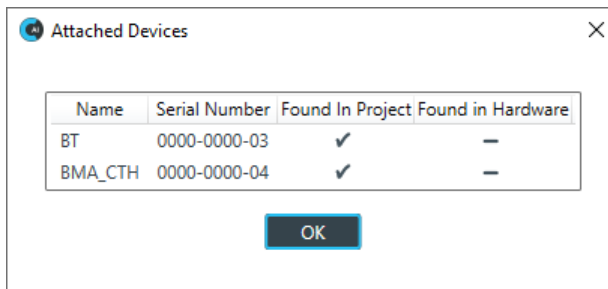 AI Attached Devices
Name Serial Number Found In Project Found in Hardware
BT 0000-0000-03 ✔ –
BMA_CTH 0000-0000-04 ✔ –
OK